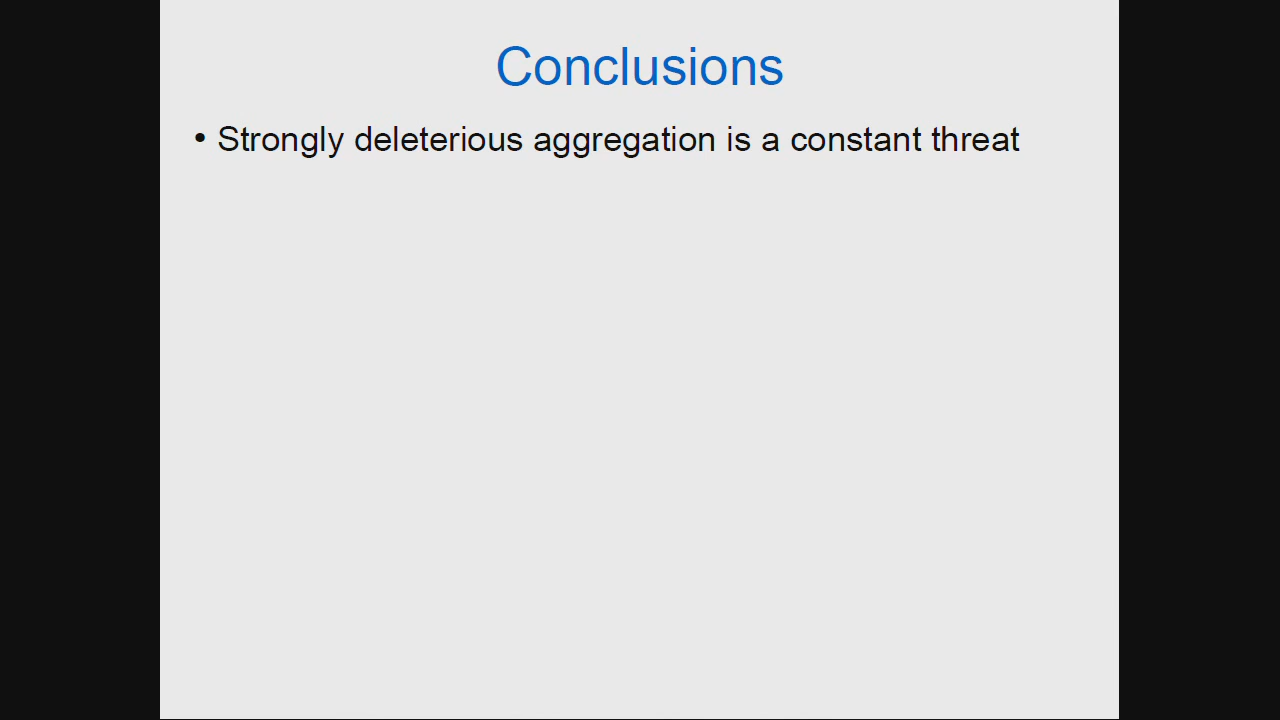 Conclusions
• Strongly deleterious aggregation is a constant threat